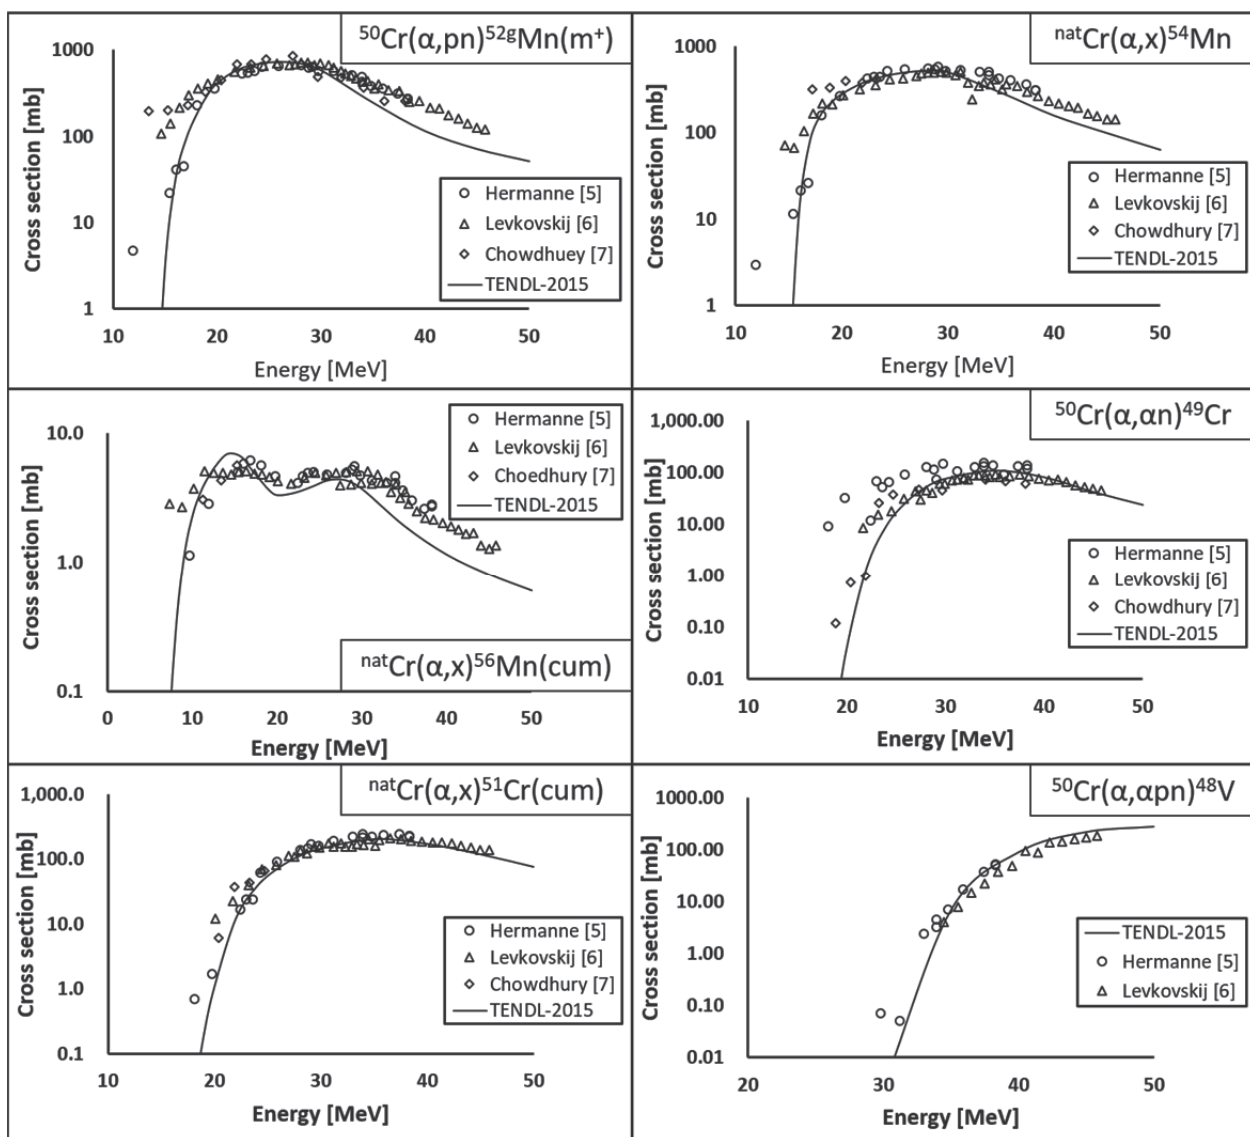 ⁵⁰Cr(α,pn)⁵²ᵍMn(m⁺)
Cross section [mb]
1000
100
10
1
10 20 30 40 50
Energy [MeV]
Hermanne [5]
Levkovskij [6]
Chowdhuey [7]
TENDL-2015
ⁿᵃᵗCr(α,x)⁵⁴Mn
Cross section [mb]
1000
100
10
1
10 20 30 40 50
Energy [MeV]
Hermanne [5]
Levkovskij [6]
Chowdhury [7]
TENDL-2015
Cross section [mb]
10.0
1.0
0.1
0 10 20 30 40 50
Energy [MeV]
Hermanne [5]
Levkovskij [6]
Choedhury [7]
TENDL-2015
ⁿᵃᵗCr(α,x)⁵⁶Mn(cum)
⁵⁰Cr(α,αn)⁴⁹Cr
Cross section [mb]
1,000.00
100.00
10.00
1.00
0.10
0.01
10 20 30 40 50
Energy [MeV]
Hermanne [5]
Levkovskij [6]
Chowdhury [7]
TENDL-2015
ⁿᵃᵗCr(α,x)⁵¹Cr(cum)
Cross section [mb]
1,000.0
100.0
10.0
1.0
0.1
10 20 30 40 50
Energy [MeV]
Hermanne [5]
Levkovskij [6]
Chowdhury [7]
TENDL-2015
⁵⁰Cr(α,αpn)⁴⁸V
Cross section [mb]
1000.00
100.00
10.00
1.00
0.10
0.01
20 30 40 50
Energy [MeV]
TENDL-2015
Hermanne [5]
Levkovskij [6]